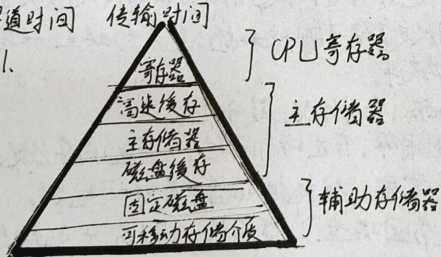 道时间 传输时间
1.
寄存器
高速缓存
主存储器
磁盘缓存
固定磁盘
可移动存储介质
CPU寄存器
主存储器
辅助存储器